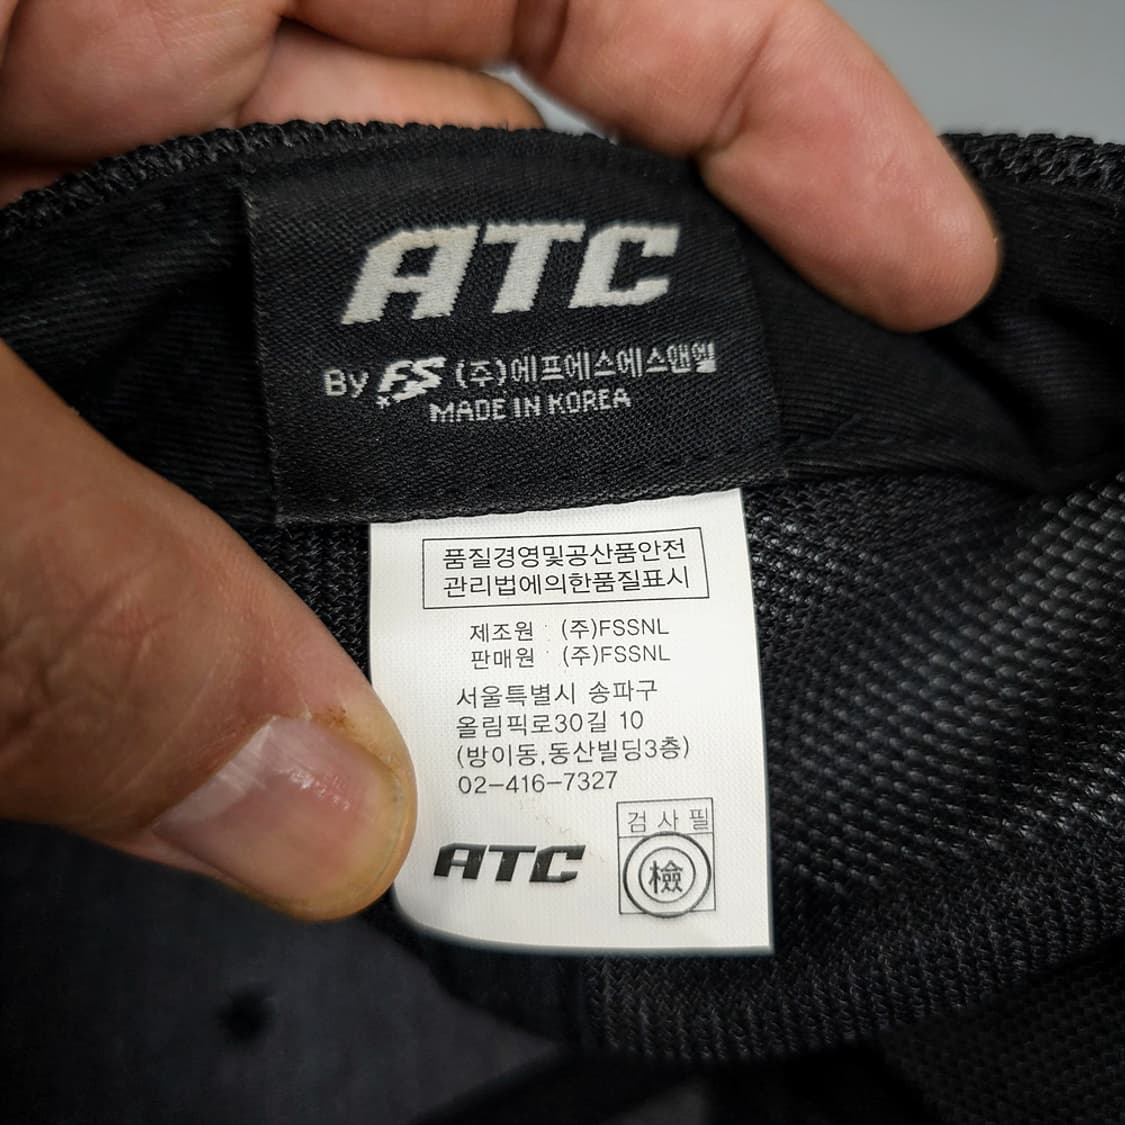 ATC
By FS (주)에프에스에스앤엘
MADE IN KOREA
품질경영및공산품안전
관리법에의한품질표시
제조원 : (주)FSSNL
판매원 : (주)FSSNL
서울특별시 송파구
올림픽로30길 10
(방이동,동산빌딩3층)
02-416-7327
검사필
檢
ATC